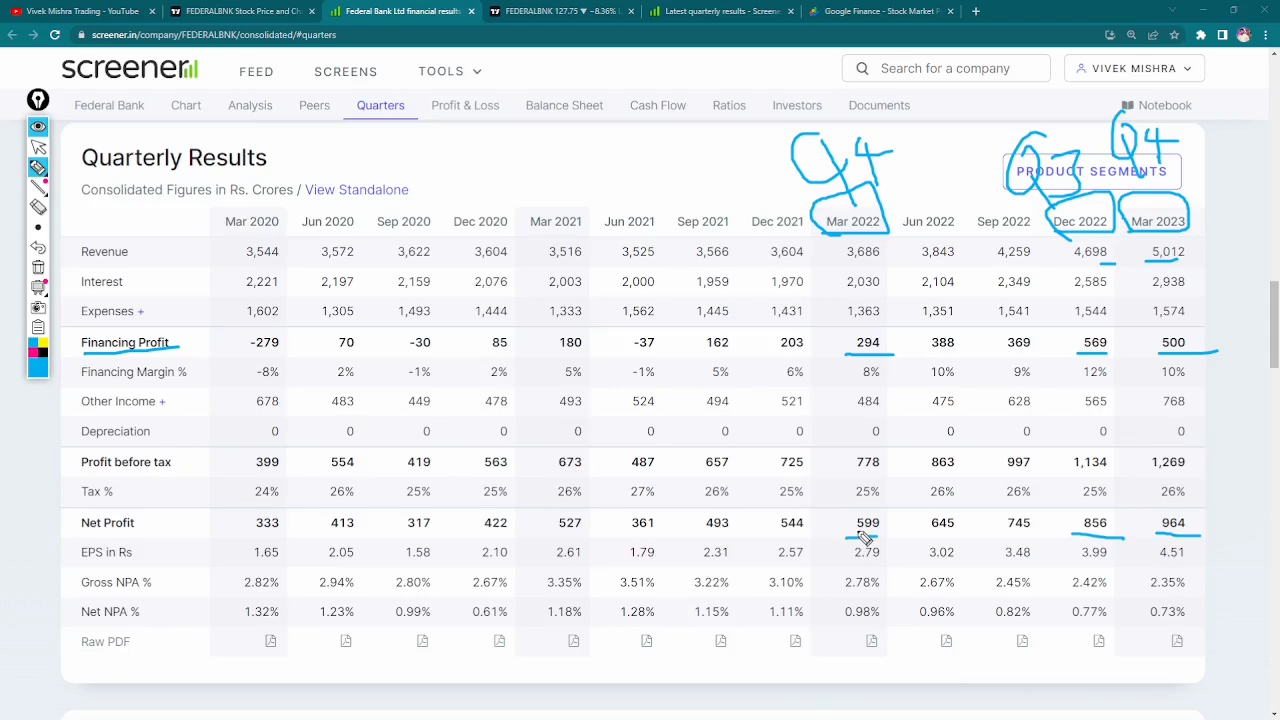 Vivek Mishra Trading - YouTube
FEDERALBNK Stock Price and Ch
Federal Bank Ltd financial results
FEDERALBNK 127.75 ▼ −8.36% U
Latest quarterly results - Screene
Google Finance - Stock Market P
screener.in/company/FEDERALBNK/consolidated/#quarters
screener FEED SCREENS TOOLS Search for a company VIVEK MISHRA
Federal Bank Chart Analysis Peers Quarters Profit & Loss Balance Sheet Cash Flow Ratios Investors Documents Notebook
Q4 Q3 Q4
Quarterly Results
PRODUCT SEGMENTS
Consolidated Figures in Rs. Crores / View Standalone
Mar 2020 Jun 2020 Sep 2020 Dec 2020 Mar 2021 Jun 2021 Sep 2021 Dec 2021 Mar 2022 Jun 2022 Sep 2022 Dec 2022 Mar 2023
Revenue 3,544 3,572 3,622 3,604 3,516 3,525 3,566 3,604 3,686 3,843 4,259 4,698 5,012
Interest 2,221 2,197 2,159 2,076 2,003 2,000 1,959 1,970 2,030 2,104 2,349 2,585 2,938
Expenses + 1,602 1,305 1,493 1,444 1,333 1,562 1,445 1,431 1,363 1,351 1,541 1,544 1,574
Financing Profit -279 70 -30 85 180 -37 162 203 294 388 369 569 500
Financing Margin % -8% 2% -1% 2% 5% -1% 5% 6% 8% 10% 9% 12% 10%
Other Income + 678 483 449 478 493 524 494 521 484 475 628 565 768
Depreciation 0 0 0 0 0 0 0 0 0 0 0 0 0
Profit before tax 399 554 419 563 673 487 657 725 778 863 997 1,134 1,269
Tax % 24% 26% 25% 25% 26% 27% 26% 25% 25% 26% 26% 25% 26%
Net Profit 333 413 317 422 527 361 493 544 599 645 745 856 964
EPS in Rs 1.65 2.05 1.58 2.10 2.61 1.79 2.31 2.57 2.79 3.02 3.48 3.99 4.51
Gross NPA % 2.82% 2.94% 2.80% 2.67% 3.35% 3.51% 3.22% 3.10% 2.78% 2.67% 2.45% 2.42% 2.35%
Net NPA % 1.32% 1.23% 0.99% 0.61% 1.18% 1.28% 1.15% 1.11% 0.98% 0.96% 0.82% 0.77% 0.73%
Raw PDF